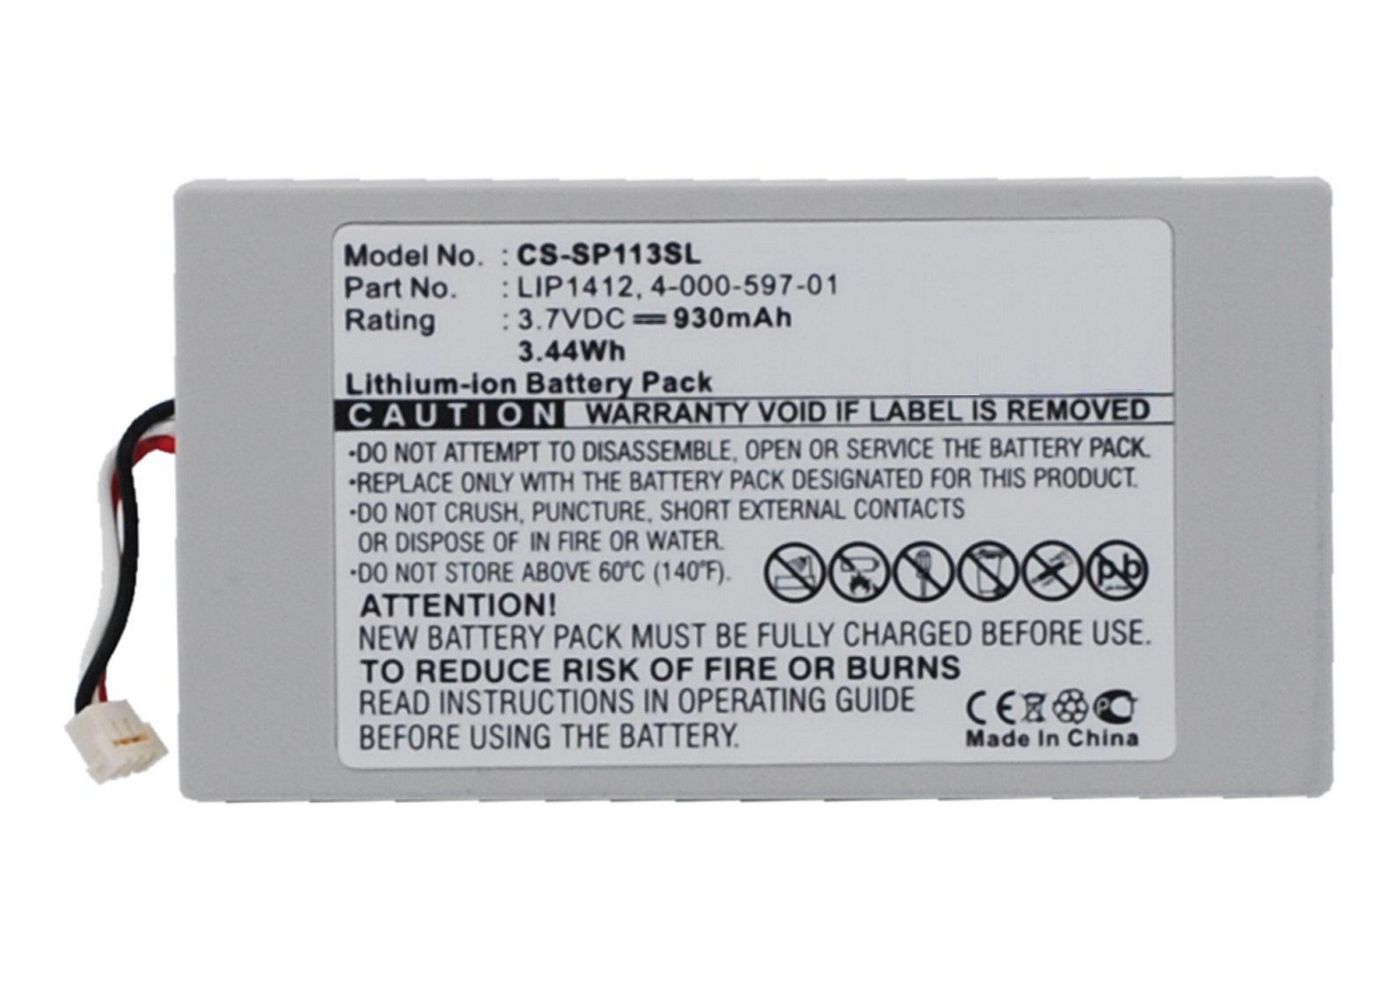 Model No. : CS-SP113SL
Part No. : LIP1412, 4-000-597-01
Rating : 3.7VDC ⎓ 930mAh
3.44Wh
Lithium-ion Battery Pack
CAUTION WARRANTY VOID IF LABEL IS REMOVED
•DO NOT ATTEMPT TO DISASSEMBLE, OPEN OR SERVICE THE BATTERY PACK.
•REPLACE ONLY WITH THE BATTERY PACK DESIGNATED FOR THIS PRODUCT.
•DO NOT CRUSH, PUNCTURE, SHORT EXTERNAL CONTACTS
OR DISPOSE OF IN FIRE OR WATER.
•DO NOT STORE ABOVE 60°C (140°F).
Pb
ATTENTION!
NEW BATTERY PACK MUST BE FULLY CHARGED BEFORE USE.
TO REDUCE RISK OF FIRE OR BURNS
READ INSTRUCTIONS IN OPERATING GUIDE
BEFORE USING THE BATTERY.
CE PC
Made In China